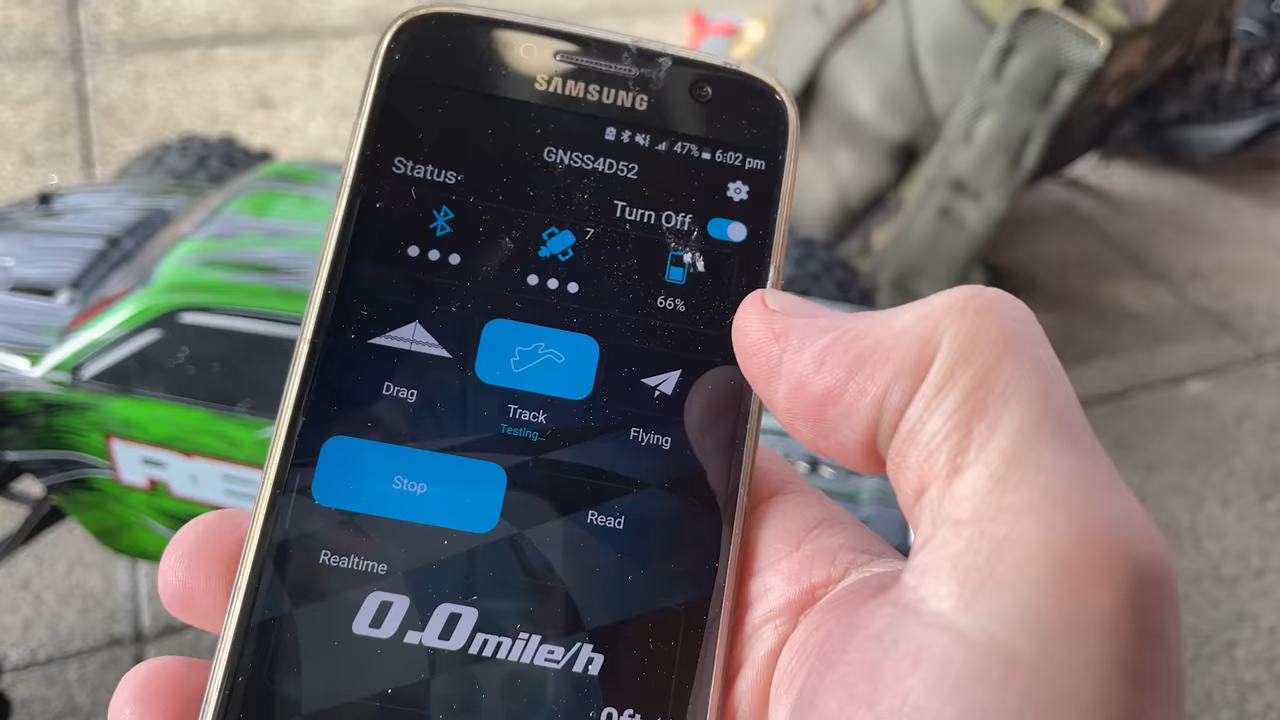 SAMSUNG
47% 6:02 pm
GNSS4D52
Status
Turn Off
7
66%
Drag
Track
Testing...
Flying
Stop
Read
Realtime
0.0mile/h
0ft